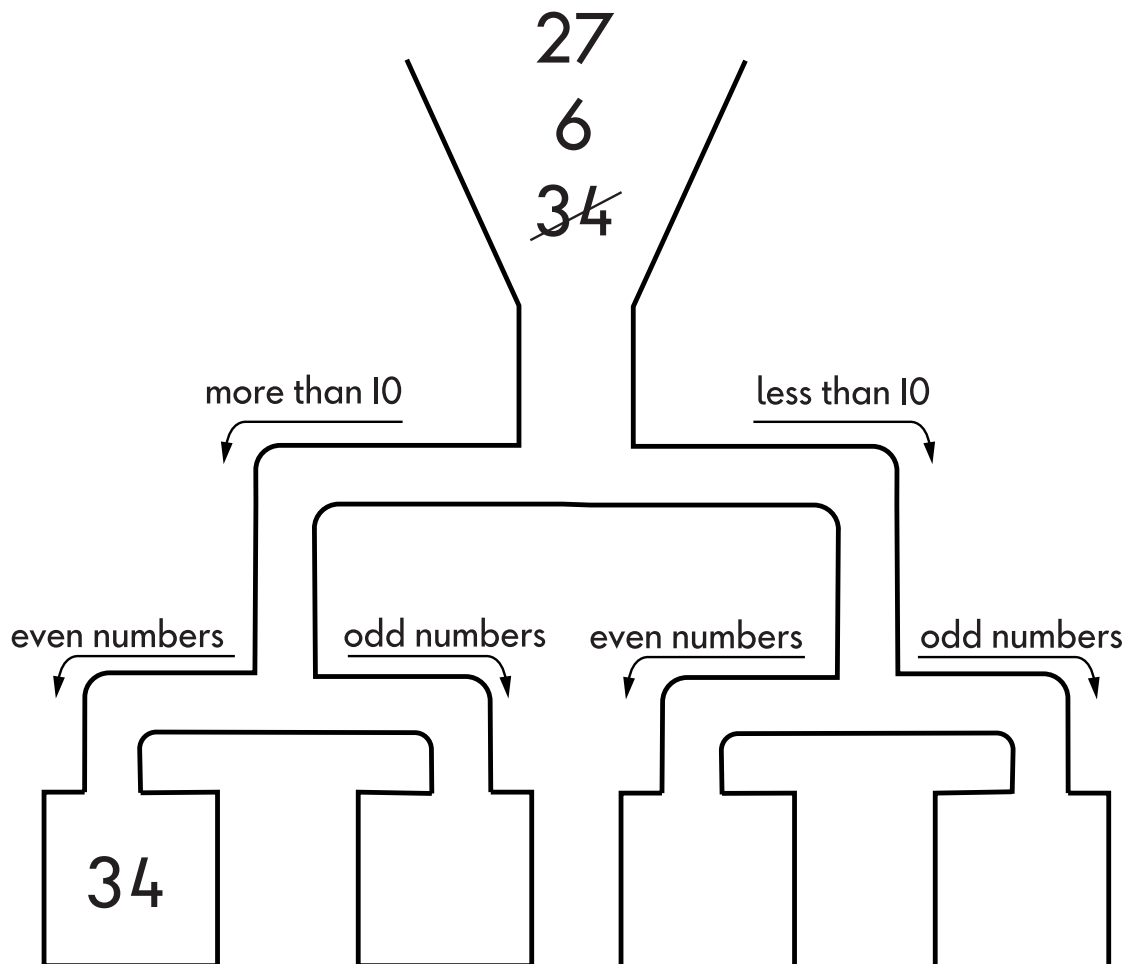 27
6
34
more than 10
less than 10
even numbers
odd numbers
even numbers
odd numbers
34